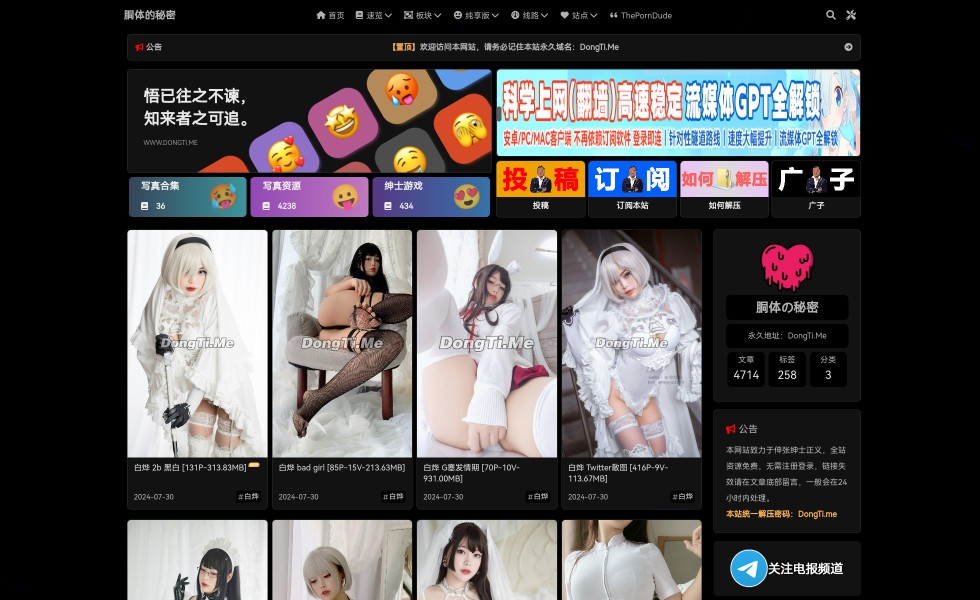 胴体的秘密
首页 速览 板块 纯享版 线路 站点 ThePornDude
公告
【置顶】欢迎访问本网站，请务必记住本站永久域名：DongTi.Me
悟已往之不谏，
知来者之可追。
WWW.DONGTI.ME
科学上网(翻墙)高速稳定 流媒体GPT全解锁
安卓/PC/MAC客户端 不再依赖订阅软件 登录即连 | 针对性隧道路线 | 速度大幅提升 | 流媒体GPT全解锁
写真合集
36
写真资源
4238
绅士游戏
434
投稿
投稿
订阅
订阅本站
如何解压
如何解压
广子
广子
DongTi.Me
白烨 2b 黑白 [131P-313.83MB]
2024-07-30
#白烨
DongTi.Me
白烨 bad girl [85P-15V-213.63MB]
2024-07-30
#白烨
DongTi.Me
白烨 G塞发情期 [70P-10V-
931.00MB]
2024-07-30
#白烨
DongTi.Me
白烨 Twitter散图 [416P-9V-
113.67MB]
2024-07-30
#白烨
胴体の秘密
永久地址：DongTi.Me
文章 标签 分类
4714 258 3
公告
本网站致力于伸张绅士正义，全站
资源免费，无需注册登录，链接失
效请在文章底部留言，一般会在24
小时内处理。
本站统一解压密码：DongTi.me
关注电报频道